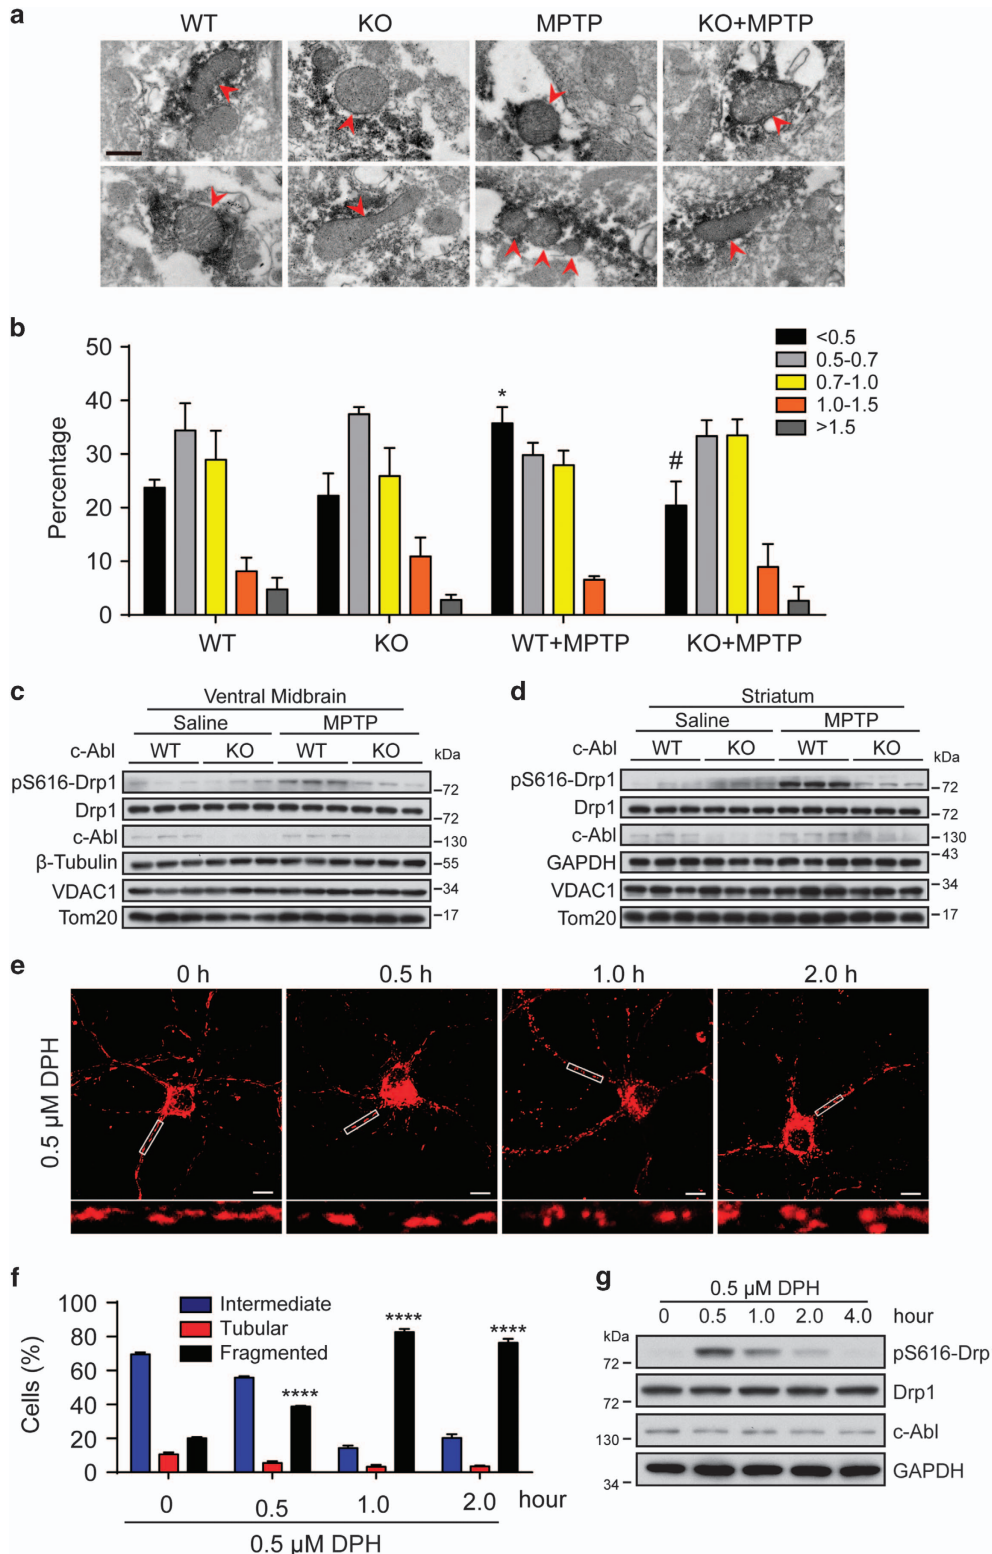 a
WT KO MPTP KO+MPTP
b
50
40
30
20
10
0
Percentage
* #
<0.5
0.5-0.7
0.7-1.0
1.0-1.5
>1.5
WT KO WT+MPTP KO+MPTP
c
Ventral Midbrain
Saline MPTP
c-Abl WT KO WT KO kDa
pS616-Drp1 72
Drp1 72
c-Abl 130
β-Tubulin 55
VDAC1 34
Tom20 17
d
Striatum
Saline MPTP
c-Abl WT KO WT KO kDa
pS616-Drp1 72
Drp1 72
c-Abl 130
GAPDH 43
VDAC1 34
Tom20 17
e
0 h 0.5 h 1.0 h 2.0 h
0.5 µM DPH
f
100
80
60
40
20
0
Cells (%)
Intermediate
Tubular
Fragmented
**** **** ****
0 0.5 1.0 2.0 hour
0.5 µM DPH
g
0.5 µM DPH
0 0.5 1.0 2.0 4.0 hour
kDa
72 pS616-Drp
72 Drp1
130 c-Abl
34 GAPDH